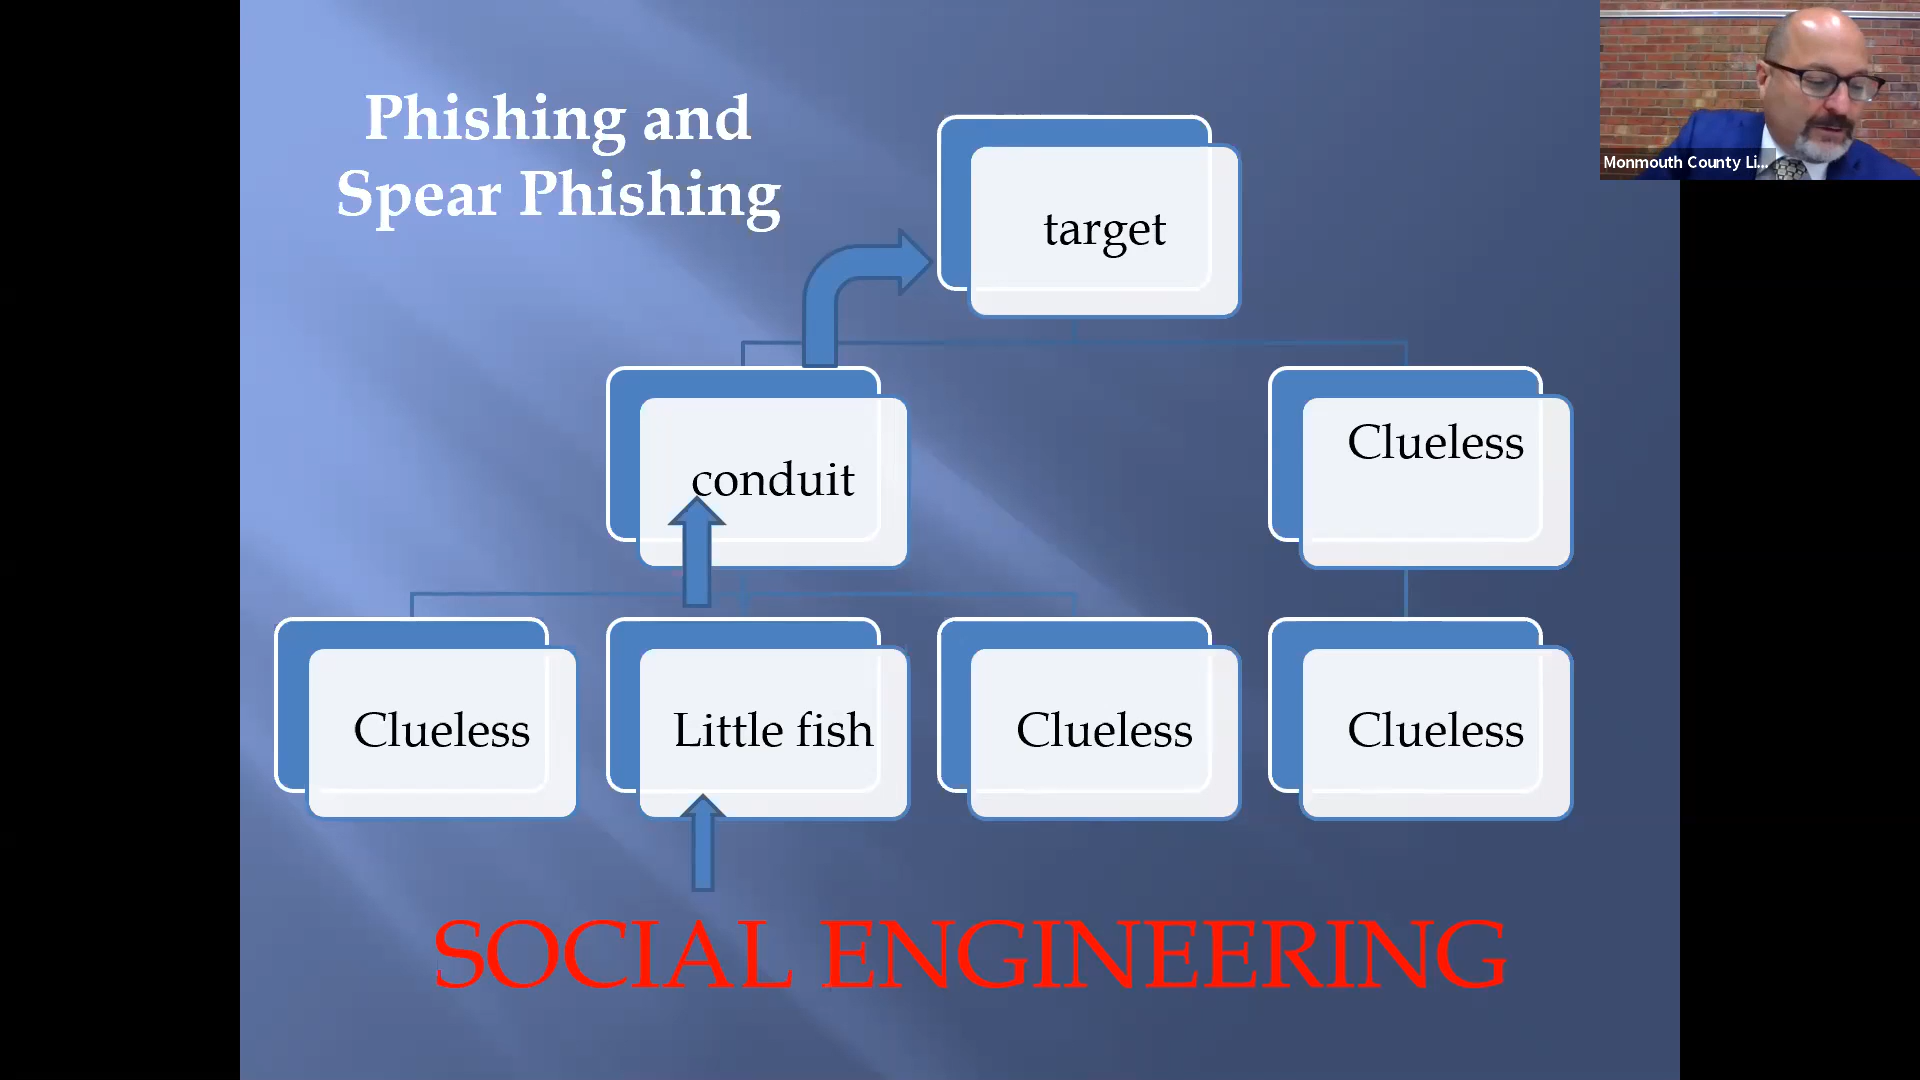 Phishing and
Spear Phishing
target
Monmouth County Li...
conduit
Clueless
Clueless
Little fish
Clueless
Clueless
SOCIAL ENGINEERING